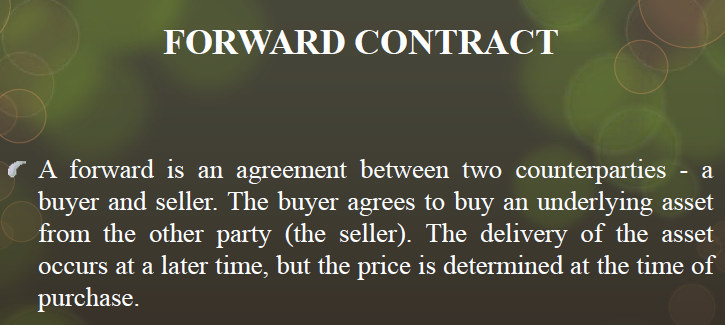 FORWARD CONTRACT
A forward is an agreement between two counterparties - a
buyer and seller. The buyer agrees to buy an underlying asset
from the other party (the seller). The delivery of the asset
occurs at a later time, but the price is determined at the time of
purchase.